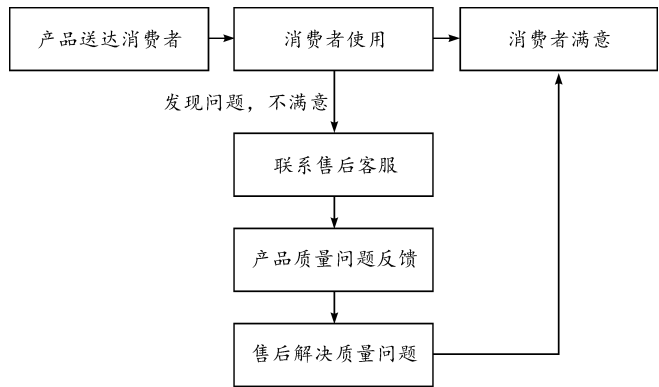 产品送达消费者
消费者使用
消费者满意
发现问题，不满意
联系售后客服
产品质量问题反馈
售后解决质量问题